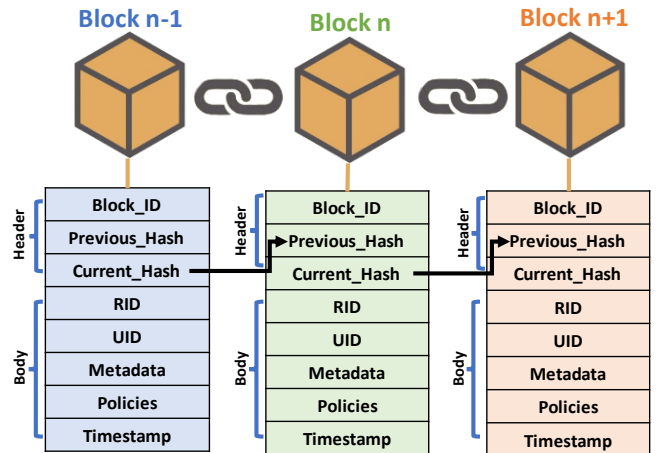 Block n-1
Block n
Block n+1
Header
Block_ID
Previous_Hash
Current_Hash
Body
RID
UID
Metadata
Policies
Timestamp
Header
Block_ID
Previous_Hash
Current_Hash
Body
RID
UID
Metadata
Policies
Timestamp
Header
Block_ID
Previous_Hash
Current_Hash
Body
RID
UID
Metadata
Policies
Timestamp